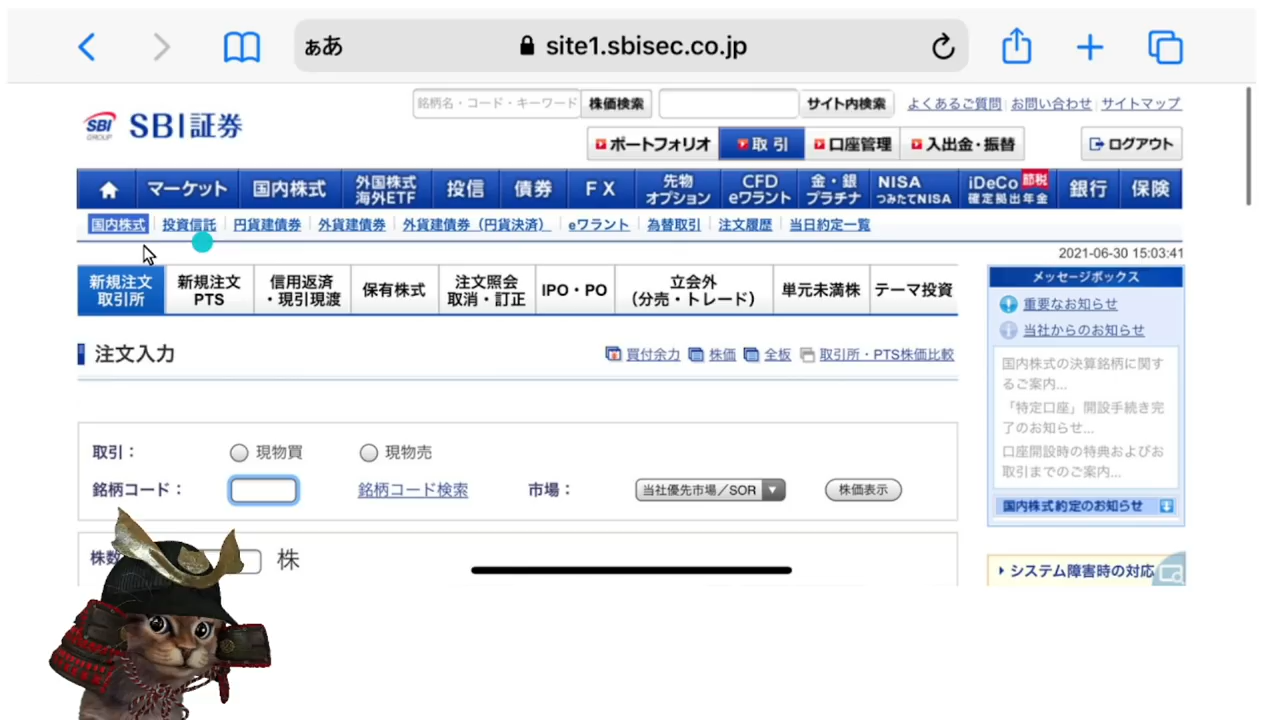 ぁあ site1.sbisec.co.jp
銘柄名・コード・キーワード 株価検索 サイト内検索 よくあるご質問 お問い合わせ サイトマップ
SBI GROUP SBI証券
ポートフォリオ 取引 口座管理 入出金・振替 ログアウト
マーケット 国内株式 外国株式 海外ETF 投信 債券 FX 先物 オプション CFD eワラント 金・銀 プラチナ NISA つみたてNISA iDeCo 節税 確定拠出年金 銀行 保険
国内株式 投資信託 円貨建債券 外貨建債券 外貨建債券（円貨決済） eワラント 為替取引 注文履歴 当日約定一覧
2021-06-30 15:03:41
新規注文 取引所 新規注文 PTS 信用返済 ・現引現渡 保有株式 注文照会 取消・訂正 IPO・PO 立会外 （分売・トレード） 単元未満株 テーマ投資
メッセージボックス
重要なお知らせ
当社からのお知らせ
注文入力 買付余力 株価 全板 取引所・PTS株価比較
国内株式の決算銘柄に関す
るご案内...
「特定口座」開設手続き完
了のお知らせ...
口座開設時の特典およびお
取引までのご案内...
国内株式約定のお知らせ
取引： 現物買 現物売
銘柄コード： 銘柄コード検索 市場： 当社優先市場／SOR 株価表示
株数 株
システム障害時の対応